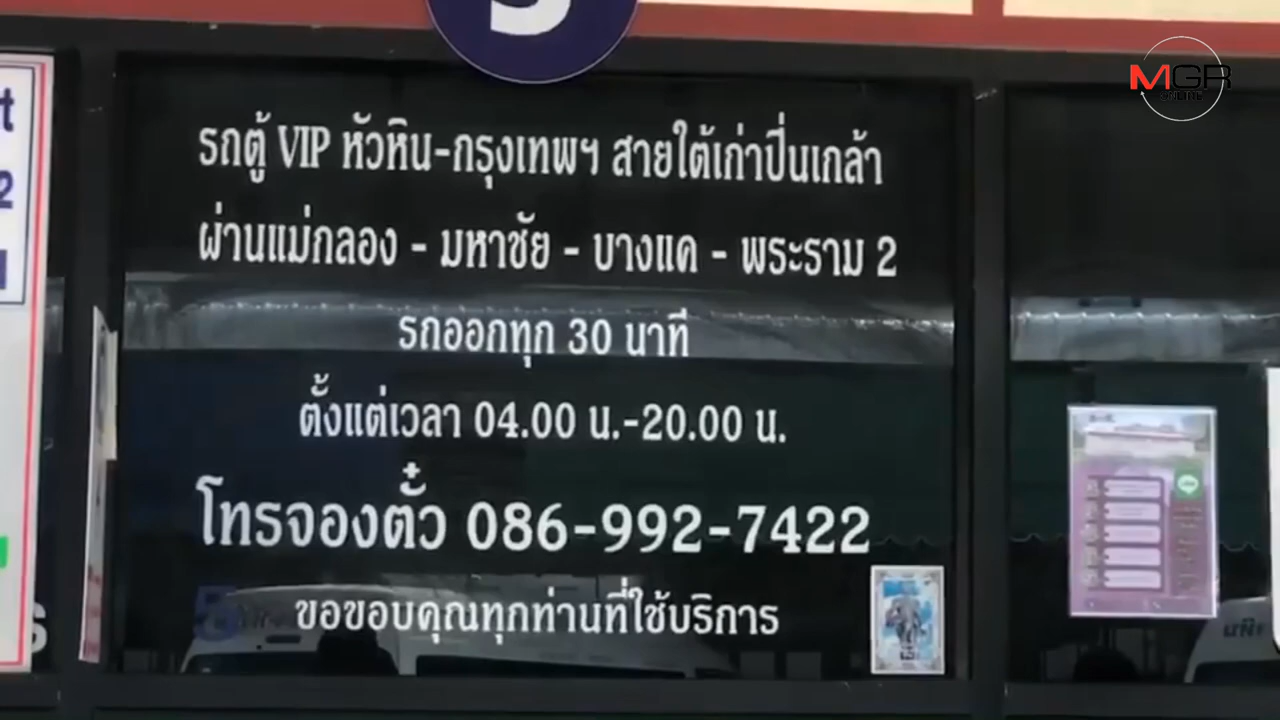 MGR
ONLINE
รถตู้ VIP หัวหิน-กรุงเทพฯ สายใต้เก่าปิ่นเกล้า
ผ่านแม่กลอง - มหาชัย - บางแค - พระราม 2
รถออกทุก 30 นาที
ตั้งแต่เวลา 04.00 น.-20.00 น.
โทรจองตั๋ว 086-992-7422
ขอขอบคุณทุกท่านที่ใช้บริการ